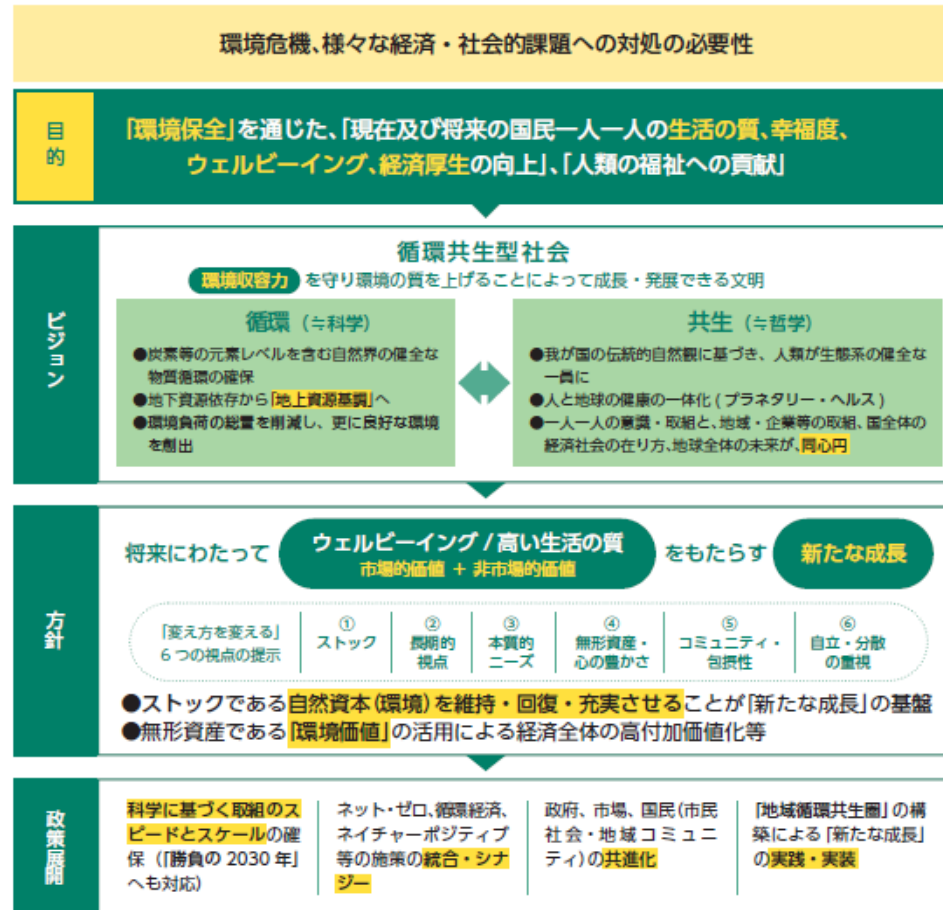 環境危機、様々な経済・社会的課題への対処の必要性
目的
「環境保全」を通じた、「現在及び将来の国民一人一人の生活の質、幸福度、
ウェルビーイング、経済厚生の向上」、「人類の福祉への貢献」
ビジョン
循環共生型社会
環境収容力 を守り環境の質を上げることによって成長・発展できる文明
循環（≒科学）
●炭素等の元素レベルを含む自然界の健全な
物質循環の確保
●地下資源依存から「地上資源基調」へ
●環境負荷の総量を削減し、更に良好な環境
を創出
共生（≒哲学）
●我が国の伝統的自然観に基づき、人類が生態系の健全な
一員に
●人と地球の健康の一体化 ( プラネタリー・ヘルス )
●一人一人の意識・取組と、地域・企業等の取組、国全体の
経済社会の在り方、地球全体の未来が、同心円
方針
将来にわたって
ウェルビーイング / 高い生活の質
市場的価値 + 非市場的価値
をもたらす
新たな成長
「変え方を変える」
6 つの視点の提示
①
ストック
②
長期的
視点
③
本質的
ニーズ
④
無形資産・
心の豊かさ
⑤
コミュニティ・
包摂性
⑥
自立・分散
の重視
●ストックである自然資本（環境）を維持・回復・充実させることが「新たな成長」の基盤
●無形資産である「環境価値」の活用による経済全体の高付加価値化等
政策展開
科学に基づく取組のス
ピードとスケールの確
保（「勝負の 2030 年」
へも対応）
ネット・ゼロ、循環経済、
ネイチャーポジティブ
等の施策の統合・シナ
ジー
政府、市場、国民（市民
社会・地域コミュニ
ティ）の共進化
「地域循環共生圏」の構
築による「新たな成長」
の実践・実装